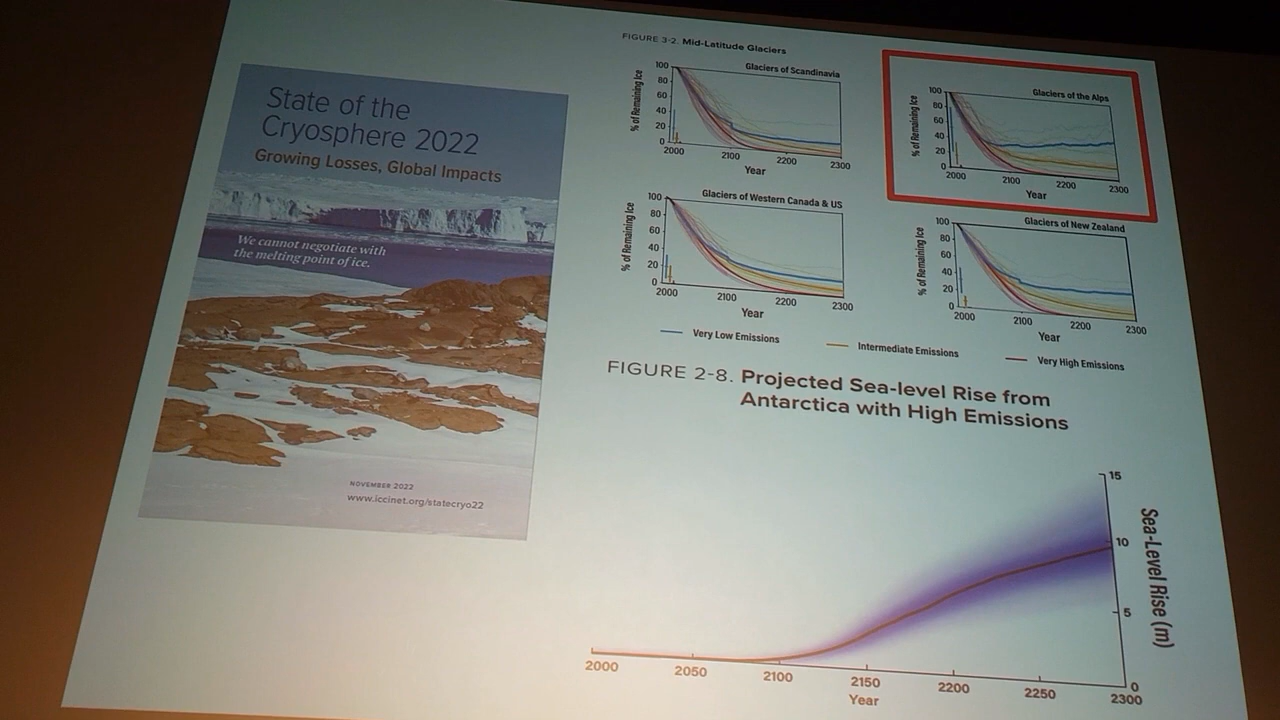 State of the
Cryosphere 2022
Growing Losses, Global Impacts
We cannot negotiate with
the melting point of ice.
NOVEMBER 2022
www.iccinet.org/statecryo22
FIGURE 3-2. Mid-Latitude Glaciers
Glaciers of Scandinavia
% of Remaining Ice
100
80
60
40
20
0
2000
2100
2200
2300
Year
Glaciers of the Alps
% of Remaining Ice
100
80
60
40
20
0
2000
2100
2200
2300
Year
Glaciers of Western Canada & US
% of Remaining Ice
100
80
60
40
20
0
2000
2100
2200
2300
Year
Glaciers of New Zealand
% of Remaining Ice
100
80
60
40
20
0
2000
2100
2200
2300
Year
Very Low Emissions
Intermediate Emissions
Very High Emissions
FIGURE 2-8. Projected Sea-level Rise from
Antarctica with High Emissions
15
10
5
0
Sea-Level Rise (m)
2000
2050
2100
2150
2200
2250
2300
Year